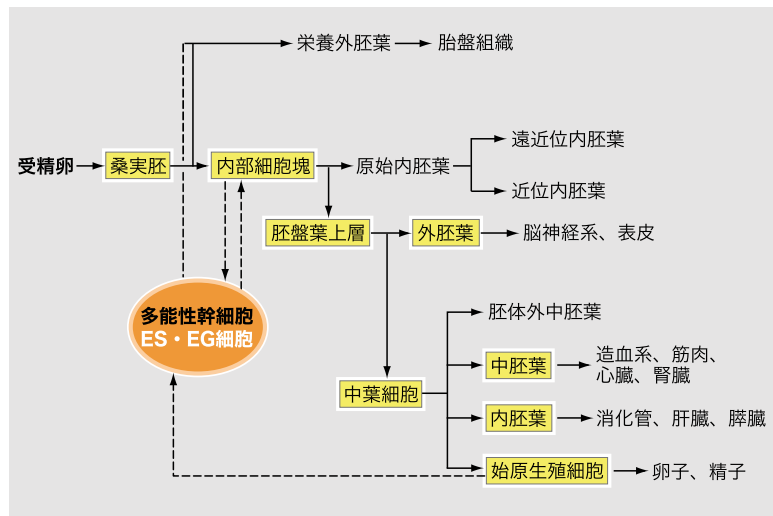 栄養外胚葉
胎盤組織
受精卵
桑実胚
内部細胞塊
原始内胚葉
遠近位内胚葉
近位内胚葉
胚盤葉上層
外胚葉
脳神経系、表皮
多能性幹細胞
ES・EG細胞
胚体外中胚葉
中葉細胞
中胚葉
造血系、筋肉、
心臓、腎臓
内胚葉
消化管、肝臓、膵臓
始原生殖細胞
卵子、精子